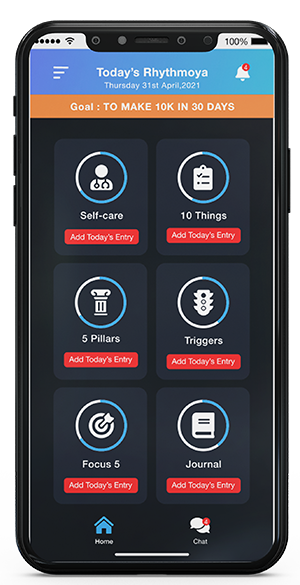 100%
Today's Rhythmoya
4
Thursday 31st April,2021
Goal : TO MAKE 10K IN 30 DAYS
Self-care
10 Things
Add Today's Entry
Add Today's Entry
5 Pillars
Triggers
Add Today's Entry
Add Today's Entry
Focus 5
Journal
Add Today's Entry
Add Today's Entry
Home
Chat